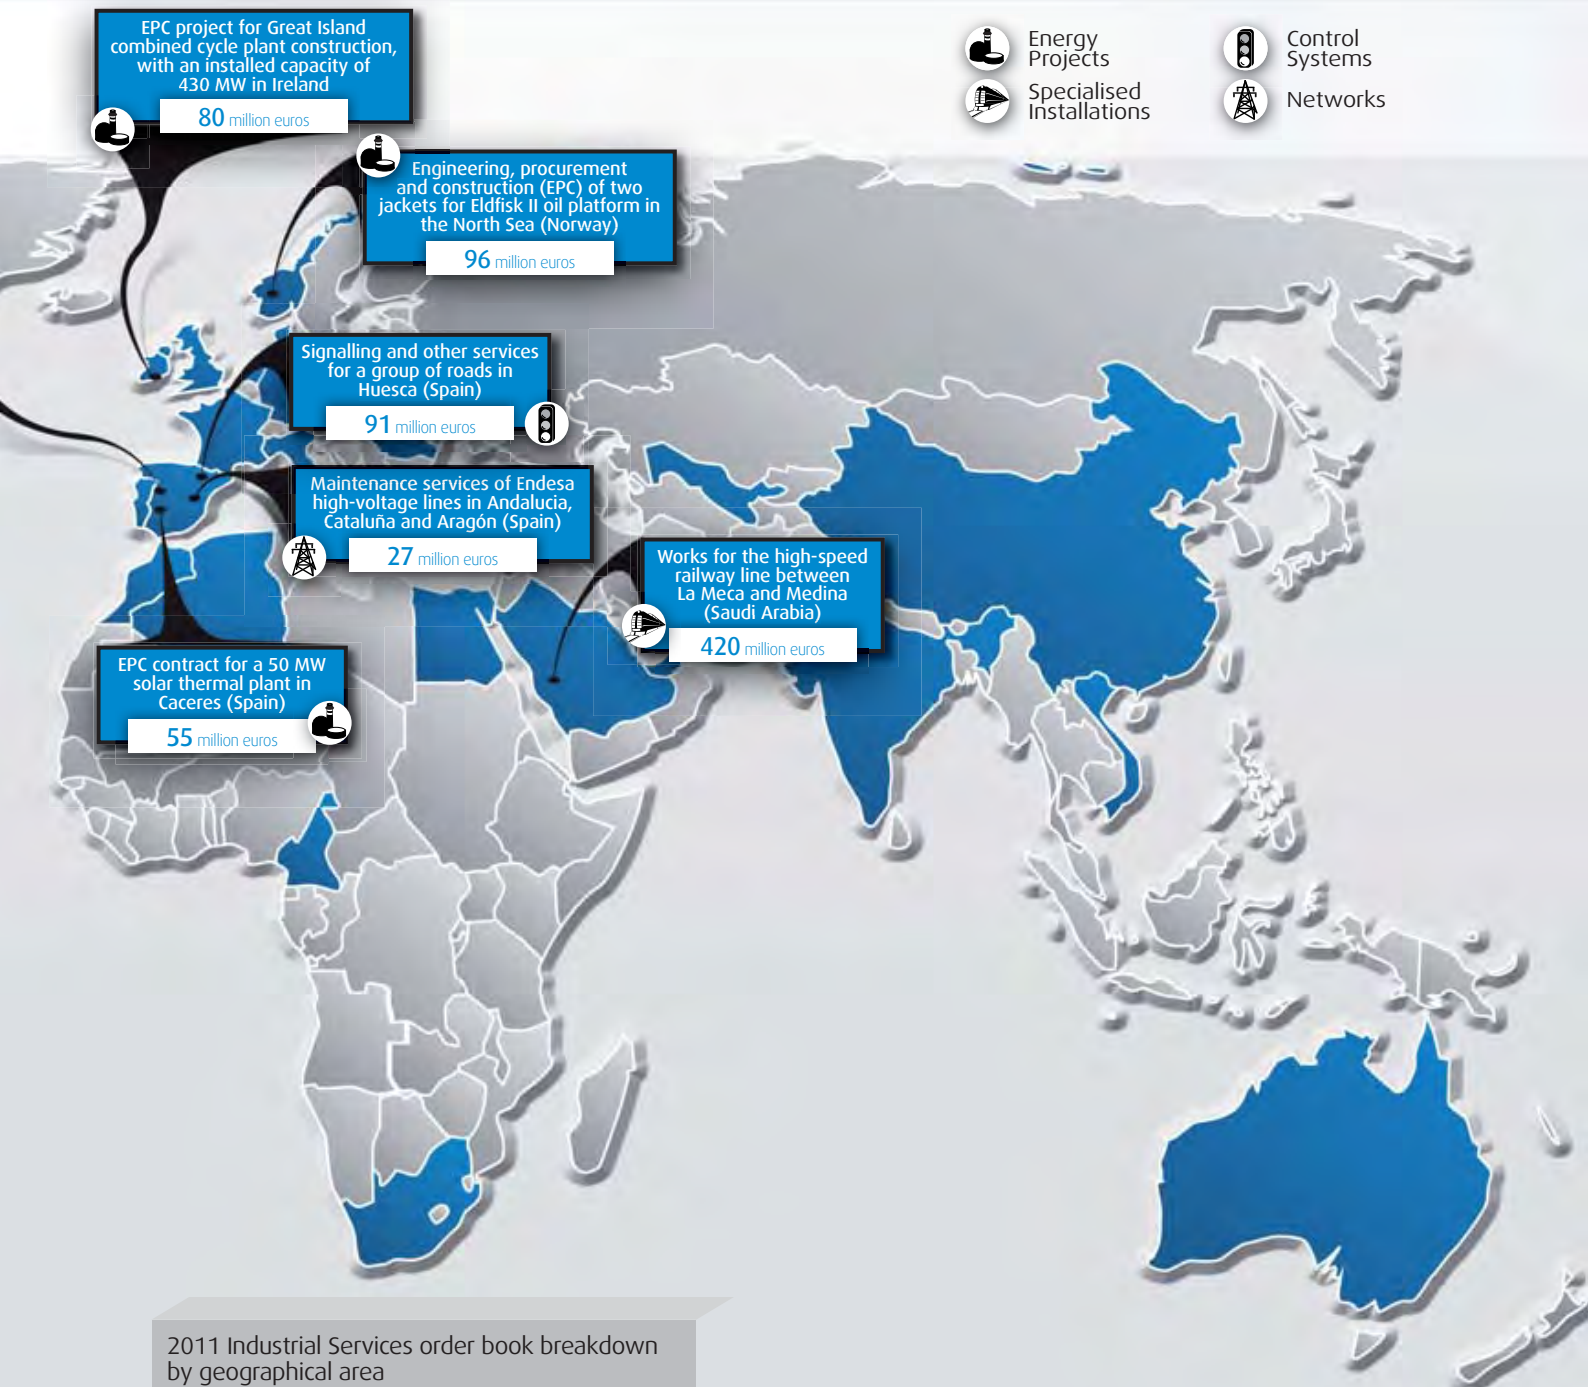 EPC project for Great Island
combined cycle plant construction,
with an installed capacity of
430 MW in Ireland
80 million euros
Energy
Projects
Specialised
Installations
Control
Systems
Networks
Engineering, procurement
and construction (EPC) of two
jackets for Eldfisk II oil platform in
the North Sea (Norway)
96 million euros
Signalling and other services
for a group of roads in
Huesca (Spain)
91 million euros
Maintenance services of Endesa
high-voltage lines in Andalucia,
Cataluña and Aragón (Spain)
27 million euros
Works for the high-speed
railway line between
La Meca and Medina
(Saudi Arabia)
420 million euros
EPC contract for a 50 MW
solar thermal plant in
Caceres (Spain)
55 million euros
2011 Industrial Services order book breakdown
by geographical area